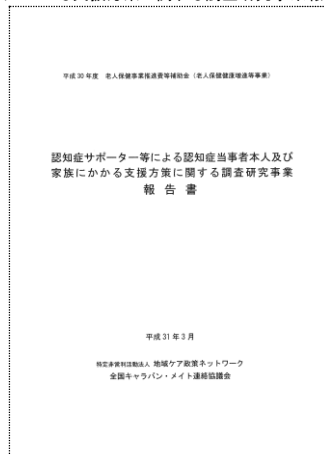 平成 30 年度 老人保健事業推進費等補助金（老人保健健康増進等事業）
認知症サポーター等による認知症当事者本人及び
家族にかかる支援方策に関する調査研究事業
報 告 書
平成 31 年 3 月
特定非営利活動法人 地域ケア政策ネットワーク
全国キャラバン・メイト連絡協議会